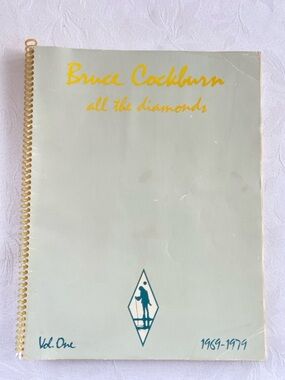 Bruce Cockburn
all the diamonds
Vol. One
1969-1979